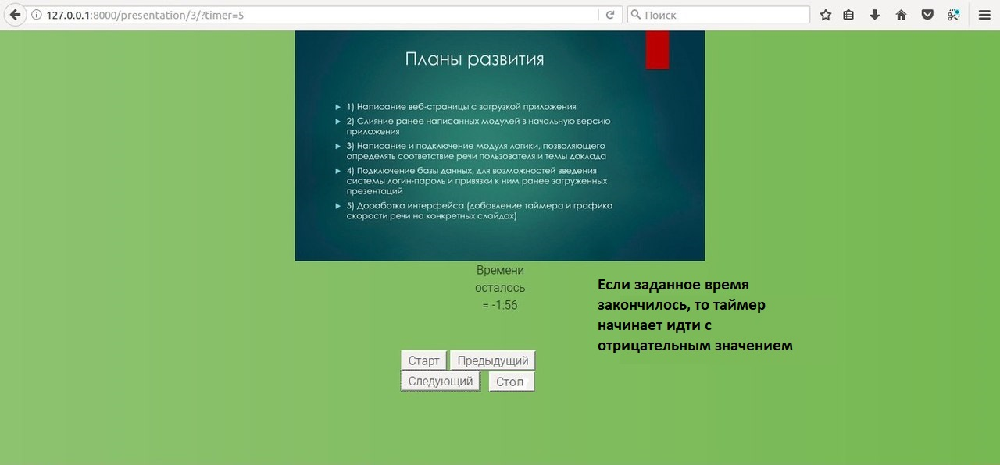 127.0.0.1:8000/presentation/3/?timer=5
Поиск
Планы развития
1) Написание веб-страницы с загрузкой приложения
2) Слияние ранее написанных модулей в начальную версию
приложения
3) Написание и подключение модуля логики, позволяющего
определять соответствие речи пользователя и темы доклада
4) Подключение базы данных, для возможностей введения
системы логин-пароль и привязки к ним ранее загруженных
презентаций
5) Доработка интерфейса (добавление таймера и графика
скорости речи на конкретных слайдах)
Времени
осталось
= -1:56
Если заданное время
закончилось, то таймер
начинает идти с
отрицательным значением
Старт Предыдущий
Следующий Стоп